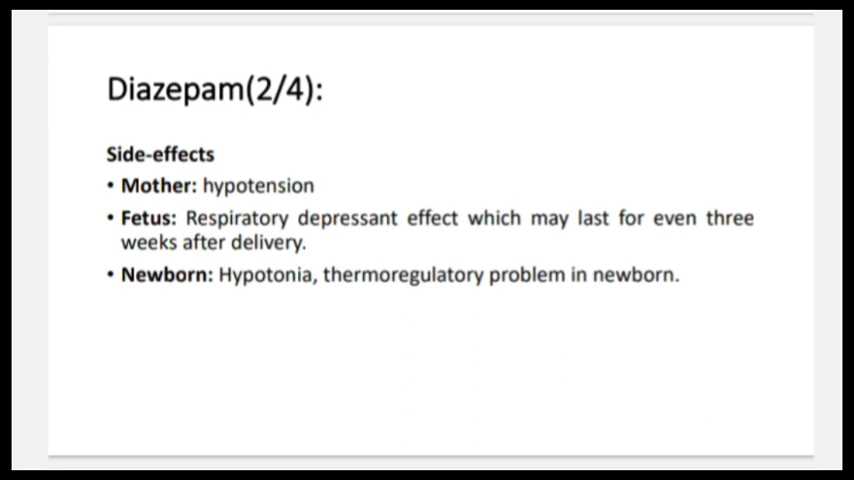 Diazepam(2/4):
Side-effects
• Mother: hypotension
• Fetus: Respiratory depressant effect which may last for even three
weeks after delivery.
• Newborn: Hypotonia, thermoregulatory problem in newborn.